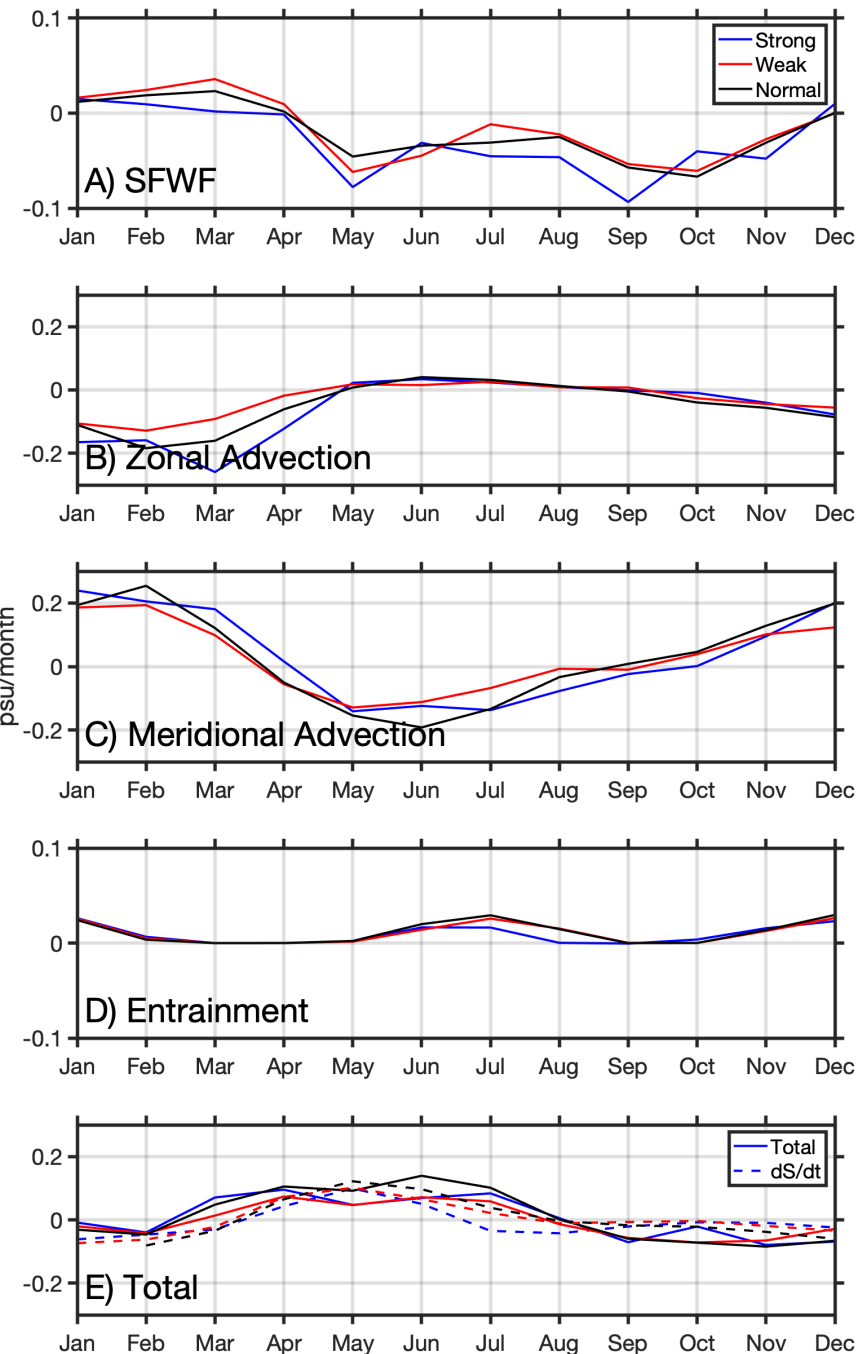 0.1
Strong
Weak
Normal
0
A) SFWF
-0.1
Jan Feb Mar Apr May Jun Jul Aug Sep Oct Nov Dec
0.2
0
-0.2
B) Zonal Advection
Jan Feb Mar Apr May Jun Jul Aug Sep Oct Nov Dec
psu/month
0.2
0
-0.2
C) Meridional Advection
Jan Feb Mar Apr May Jun Jul Aug Sep Oct Nov Dec
0.1
0
D) Entrainment
-0.1
Jan Feb Mar Apr May Jun Jul Aug Sep Oct Nov Dec
Total
dS/dt
0.2
0
-0.2
E) Total
Jan Feb Mar Apr May Jun Jul Aug Sep Oct Nov Dec